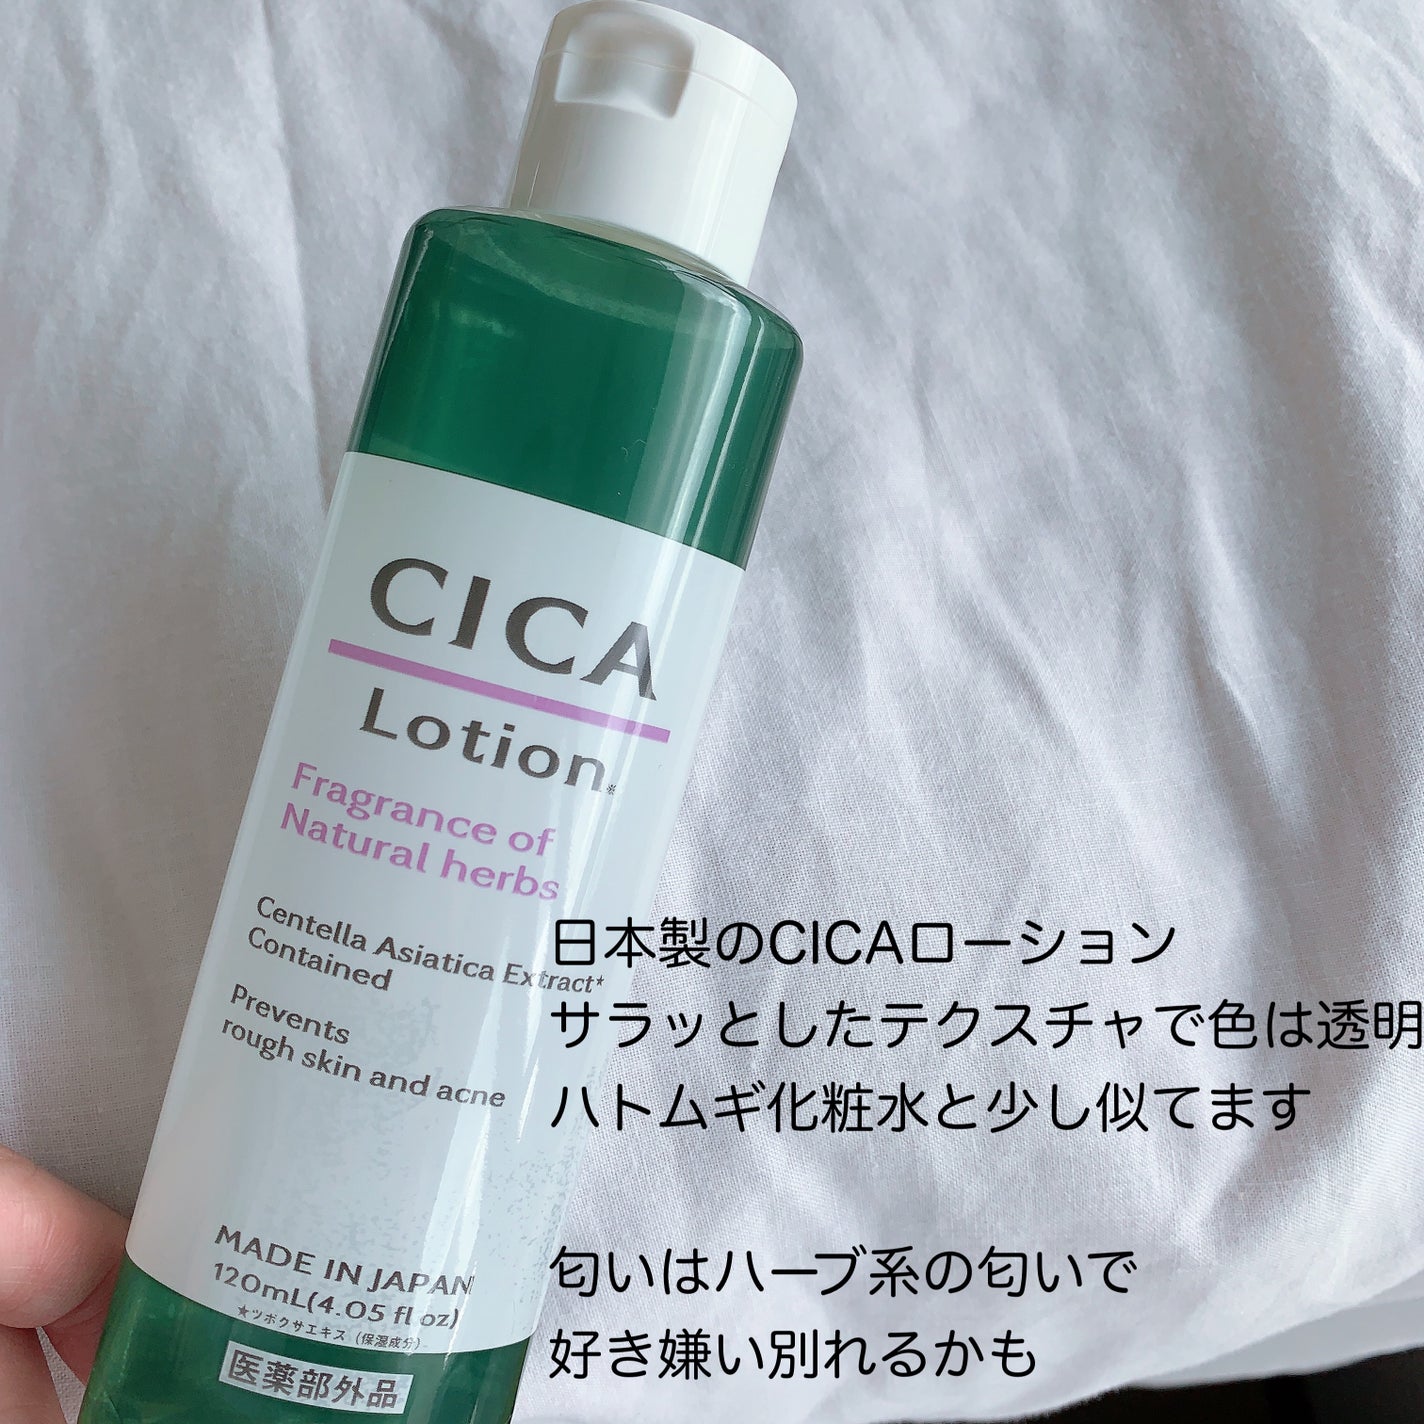 CICA
Lotion※
Fragrance of
Natural herbs
Centella Asiatica Extract★
Contained
Prevents
rough skin and acne
MADE IN JAPAN
120mL(4.05 fl oz)
★ツボクサエキス（保湿成分）
医薬部外品
日本製のCICAローション
サラッとしたテクスチャで色は透明
ハトムギ化粧水と少し似てます
匂いはハーブ系の匂いで
好き嫌い別れるかも